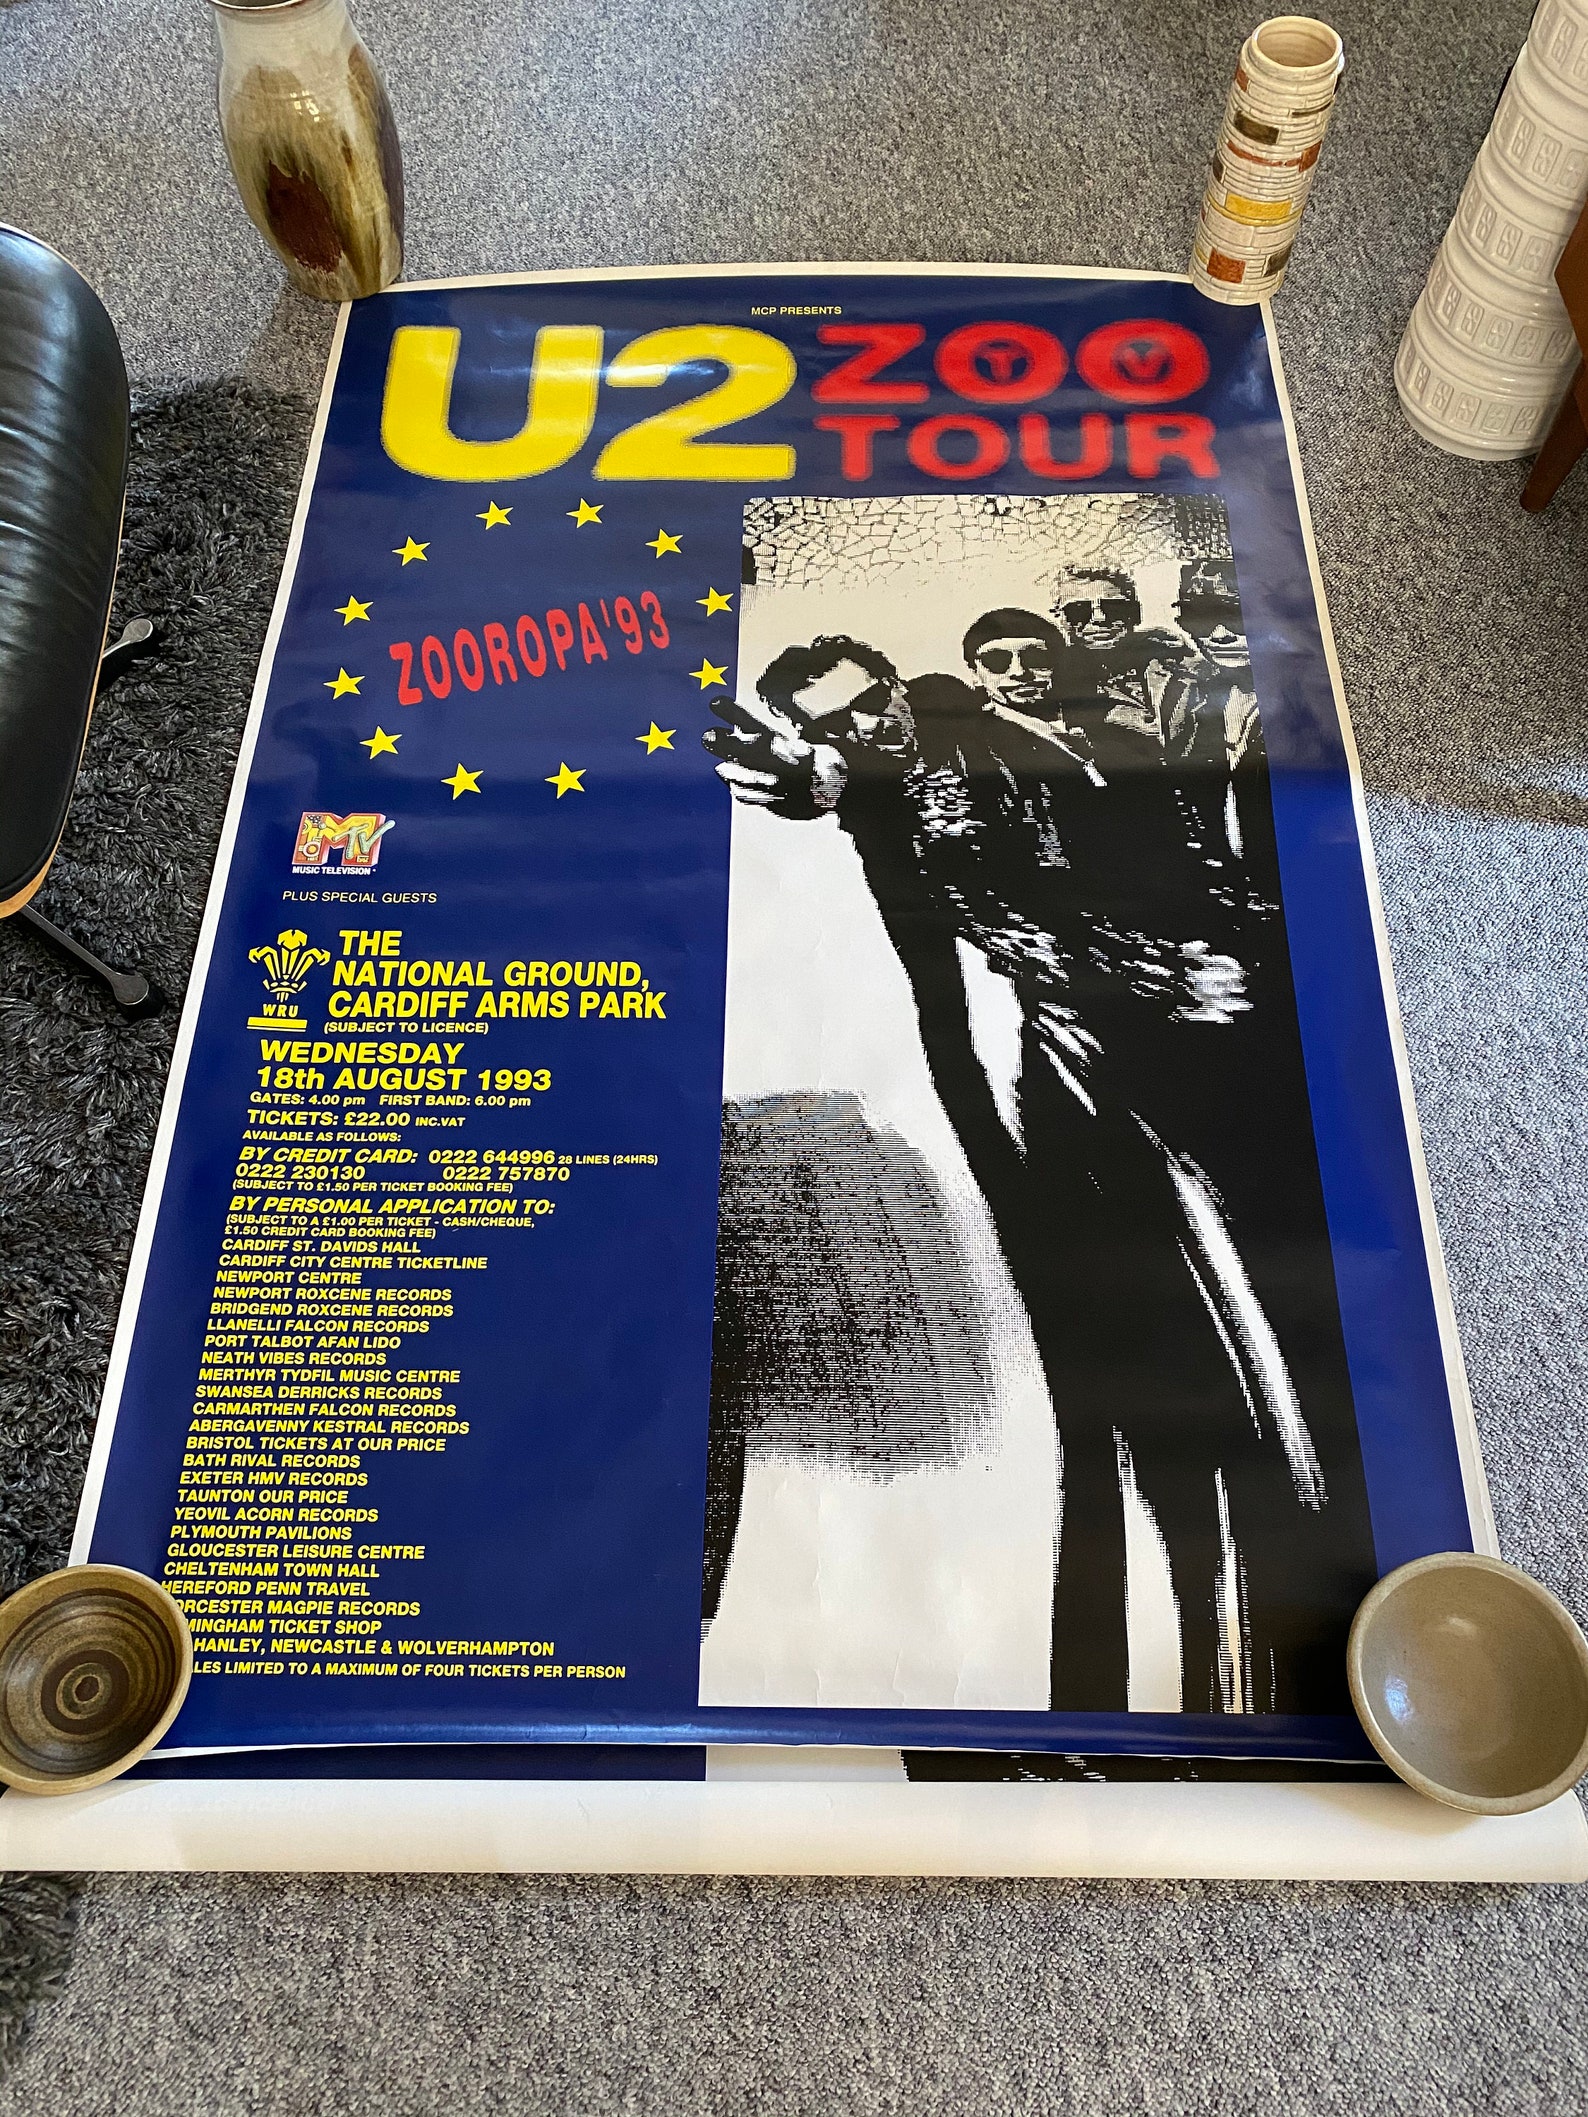 MCP PRESENTS
U2 ZOO
TV
TOUR
ZOOROPA'93
MTV
MUSIC TELEVISION
PLUS SPECIAL GUESTS
WRU
THE
NATIONAL GROUND,
CARDIFF ARMS PARK
(SUBJECT TO LICENCE)
WEDNESDAY
18th AUGUST 1993
GATES: 4.00 pm FIRST BAND: 6.00 pm
TICKETS: £22.00 INC.VAT
AVAILABLE AS FOLLOWS:
BY CREDIT CARD: 0222 644996 28 LINES (24HRS)
0222 230130 0222 757870
(SUBJECT TO £1.50 PER TICKET BOOKING FEE)
BY PERSONAL APPLICATION TO:
(SUBJECT TO A £1.00 PER TICKET - CASH/CHEQUE,
£1.50 CREDIT CARD BOOKING FEE)
CARDIFF ST. DAVIDS HALL
CARDIFF CITY CENTRE TICKETLINE
NEWPORT CENTRE
NEWPORT ROXCENE RECORDS
BRIDGEND ROXCENE RECORDS
LLANELLI FALCON RECORDS
PORT TALBOT AFAN LIDO
NEATH VIBES RECORDS
MERTHYR TYDFIL MUSIC CENTRE
SWANSEA DERRICKS RECORDS
CARMARTHEN FALCON RECORDS
ABERGAVENNY KESTRAL RECORDS
BRISTOL TICKETS AT OUR PRICE
BATH RIVAL RECORDS
EXETER HMV RECORDS
TAUNTON OUR PRICE
YEOVIL ACORN RECORDS
PLYMOUTH PAVILIONS
GLOUCESTER LEISURE CENTRE
CHELTENHAM TOWN HALL
HEREFORD PENN TRAVEL
ORCESTER MAGPIE RECORDS
MINGHAM TICKET SHOP
HANLEY, NEWCASTLE & WOLVERHAMPTON
LES LIMITED TO A MAXIMUM OF FOUR TICKETS PER PERSON